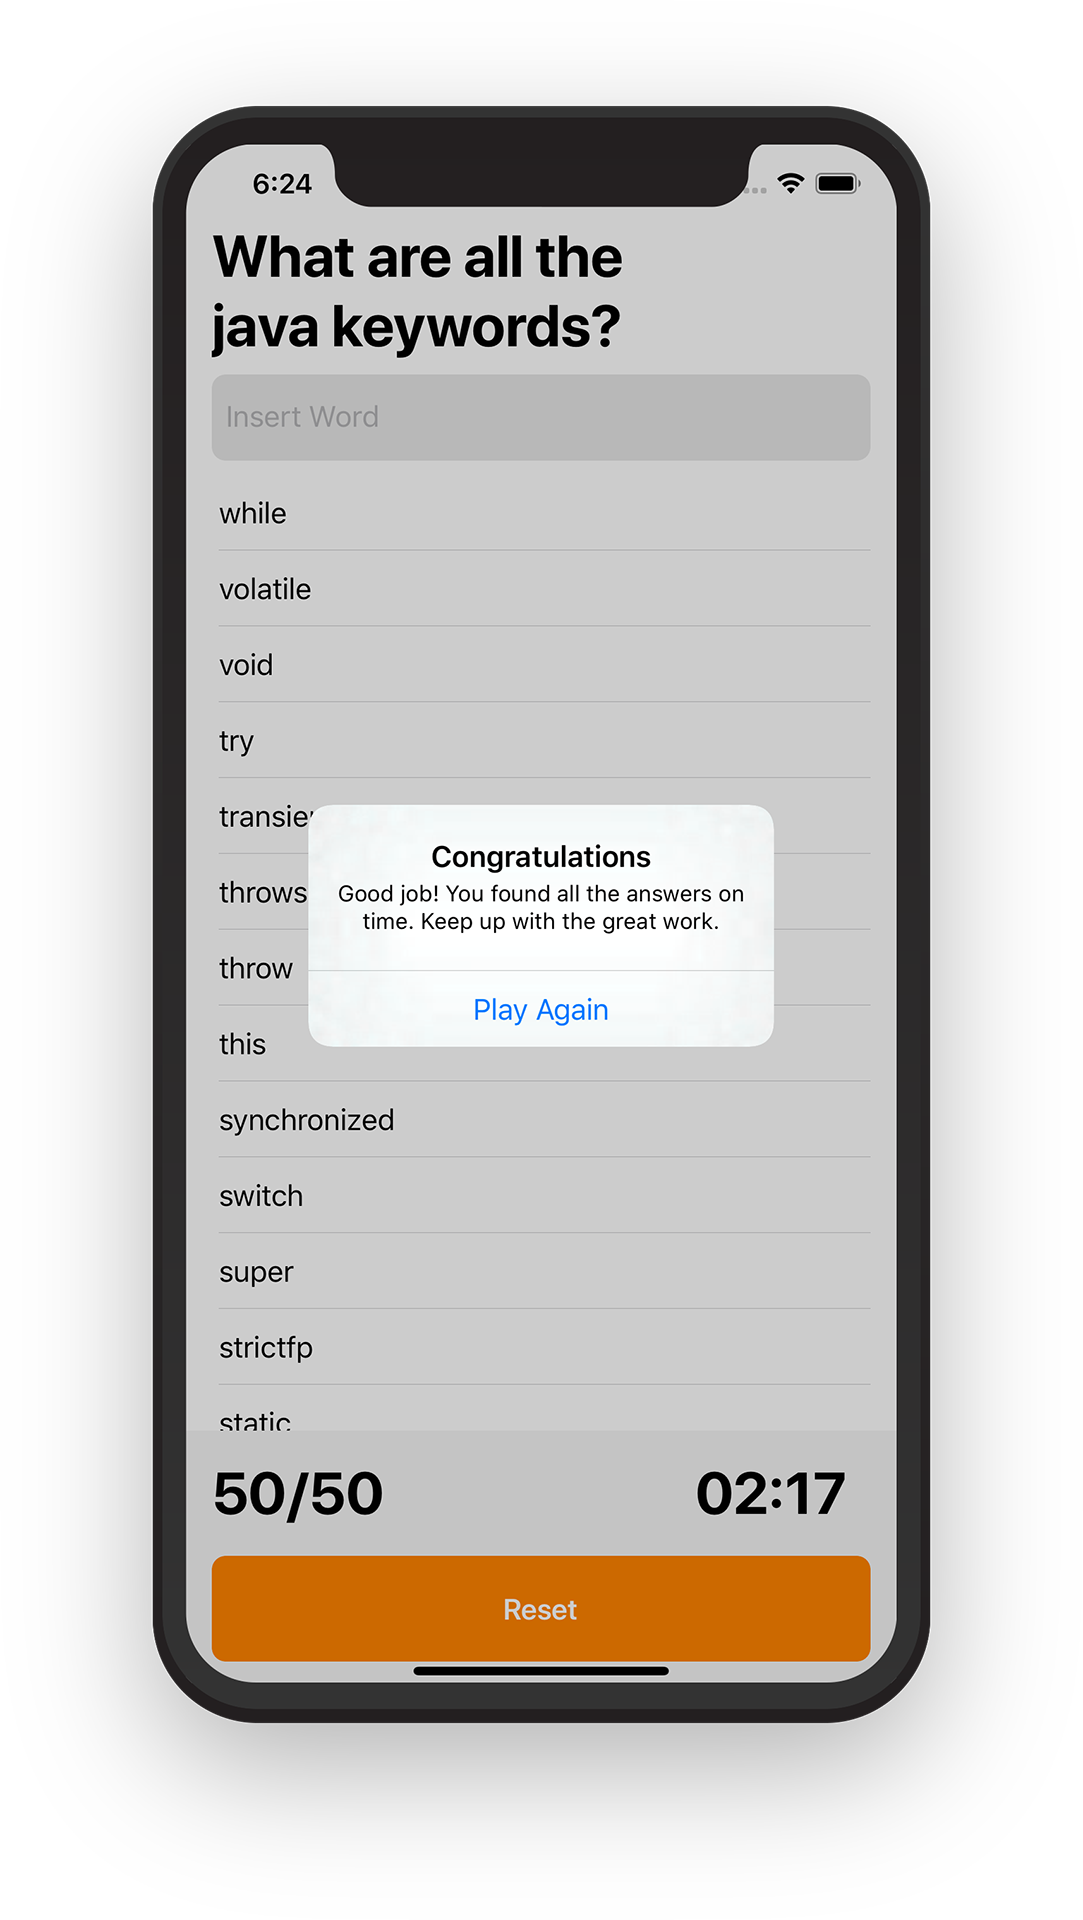 6:24
What are all the
java keywords?
Insert Word
while
volatile
void
try
throws
throw
this
synchronized
switch
super
strictfp
static
Congratulations
Good job! You found all the answers on
time. Keep up with the great work.
Play Again
50/50
02:17
Reset